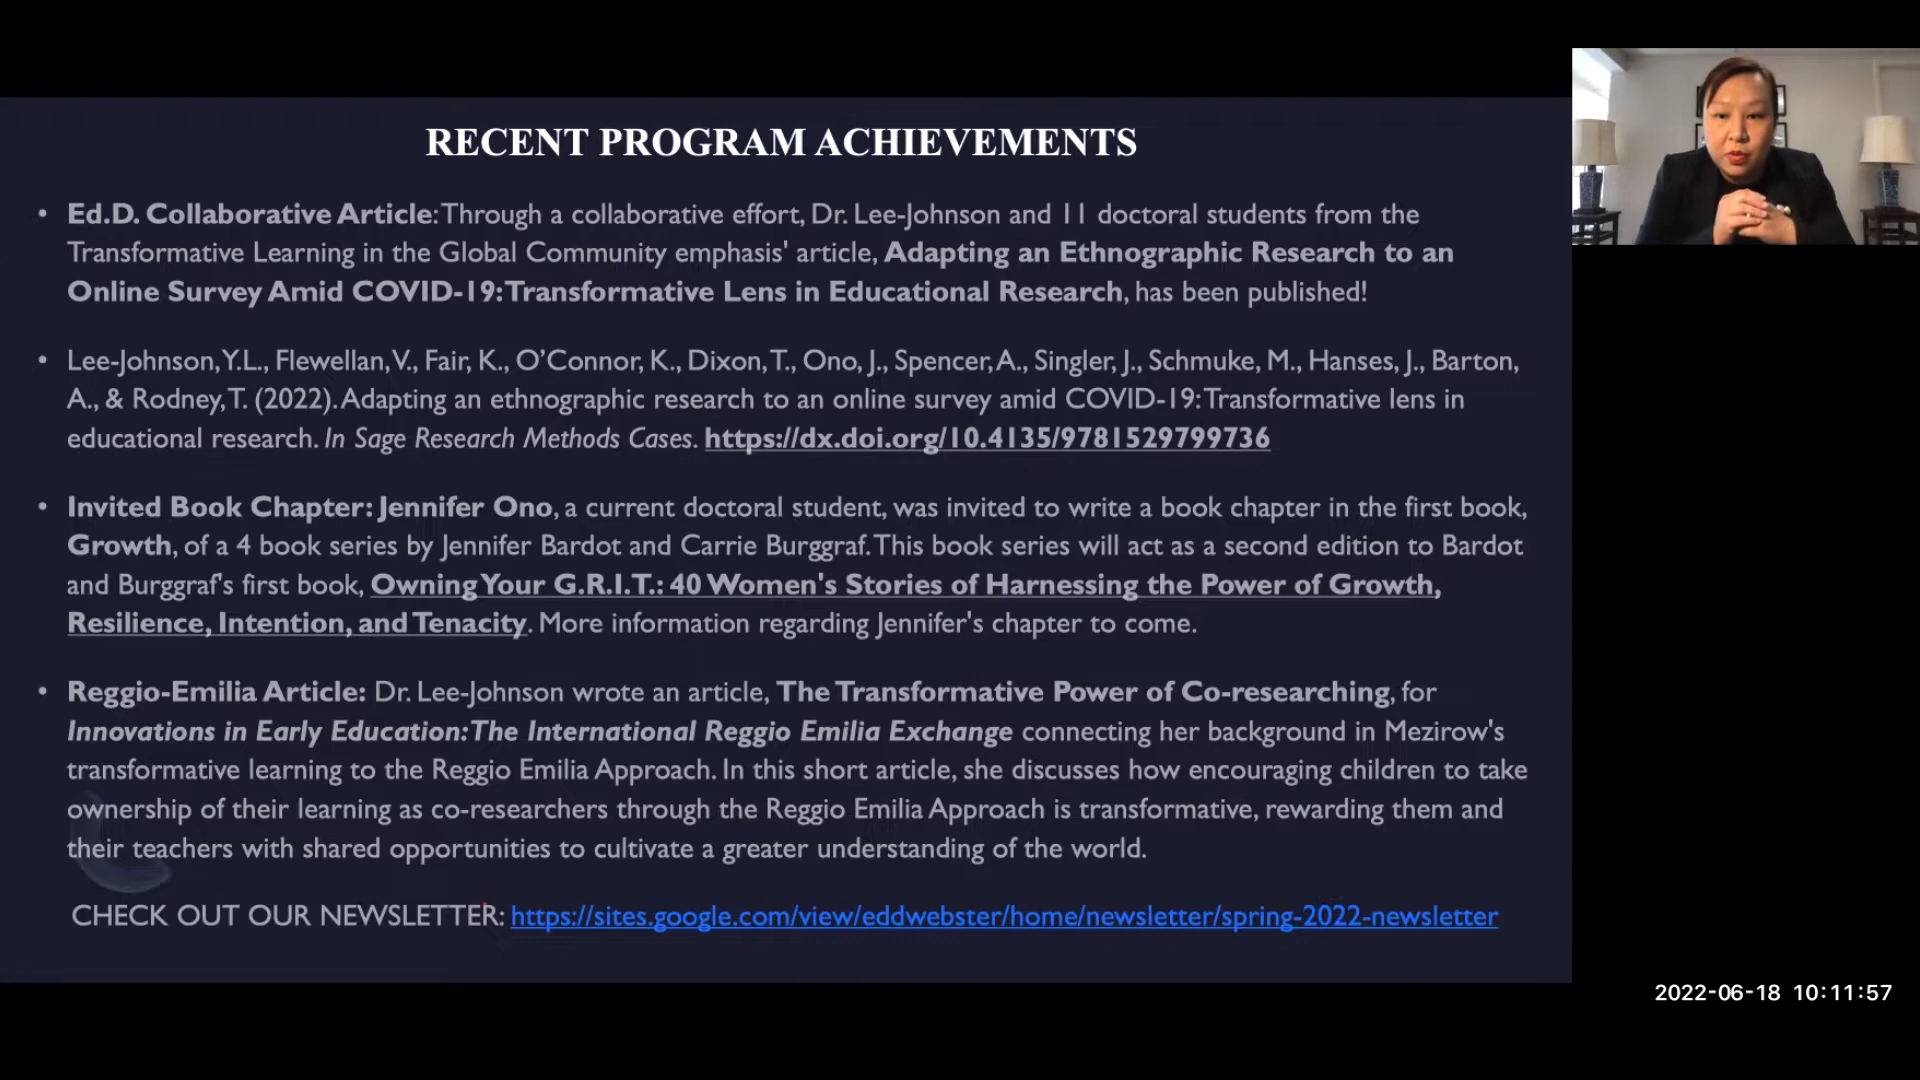 RECENT PROGRAM ACHIEVEMENTS
• Ed.D. Collaborative Article: Through a collaborative effort, Dr. Lee-Johnson and 11 doctoral students from the
Transformative Learning in the Global Community emphasis' article, Adapting an Ethnographic Research to an
Online Survey Amid COVID-19: Transformative Lens in Educational Research, has been published!
• Lee-Johnson, Y.L., Flewellan, V., Fair, K., O’Connor, K., Dixon, T., Ono, J., Spencer, A., Singler, J., Schmuke, M., Hanses, J., Barton,
A., & Rodney, T. (2022). Adapting an ethnographic research to an online survey amid COVID-19: Transformative lens in
educational research. In Sage Research Methods Cases. https://dx.doi.org/10.4135/9781529799736
• Invited Book Chapter: Jennifer Ono, a current doctoral student, was invited to write a book chapter in the first book,
Growth, of a 4 book series by Jennifer Bardot and Carrie Burggraf. This book series will act as a second edition to Bardot
and Burggraf's first book, Owning Your G.R.I.T.: 40 Women's Stories of Harnessing the Power of Growth,
Resilience, Intention, and Tenacity. More information regarding Jennifer's chapter to come.
• Reggio-Emilia Article: Dr. Lee-Johnson wrote an article, The Transformative Power of Co-researching, for
Innovations in Early Education: The International Reggio Emilia Exchange connecting her background in Mezirow's
transformative learning to the Reggio Emilia Approach. In this short article, she discusses how encouraging children to take
ownership of their learning as co-researchers through the Reggio Emilia Approach is transformative, rewarding them and
their teachers with shared opportunities to cultivate a greater understanding of the world.
CHECK OUT OUR NEWSLETTER: https://sites.google.com/view/eddwebster/home/newsletter/spring-2022-newsletter
2022-06-18 10:11:57